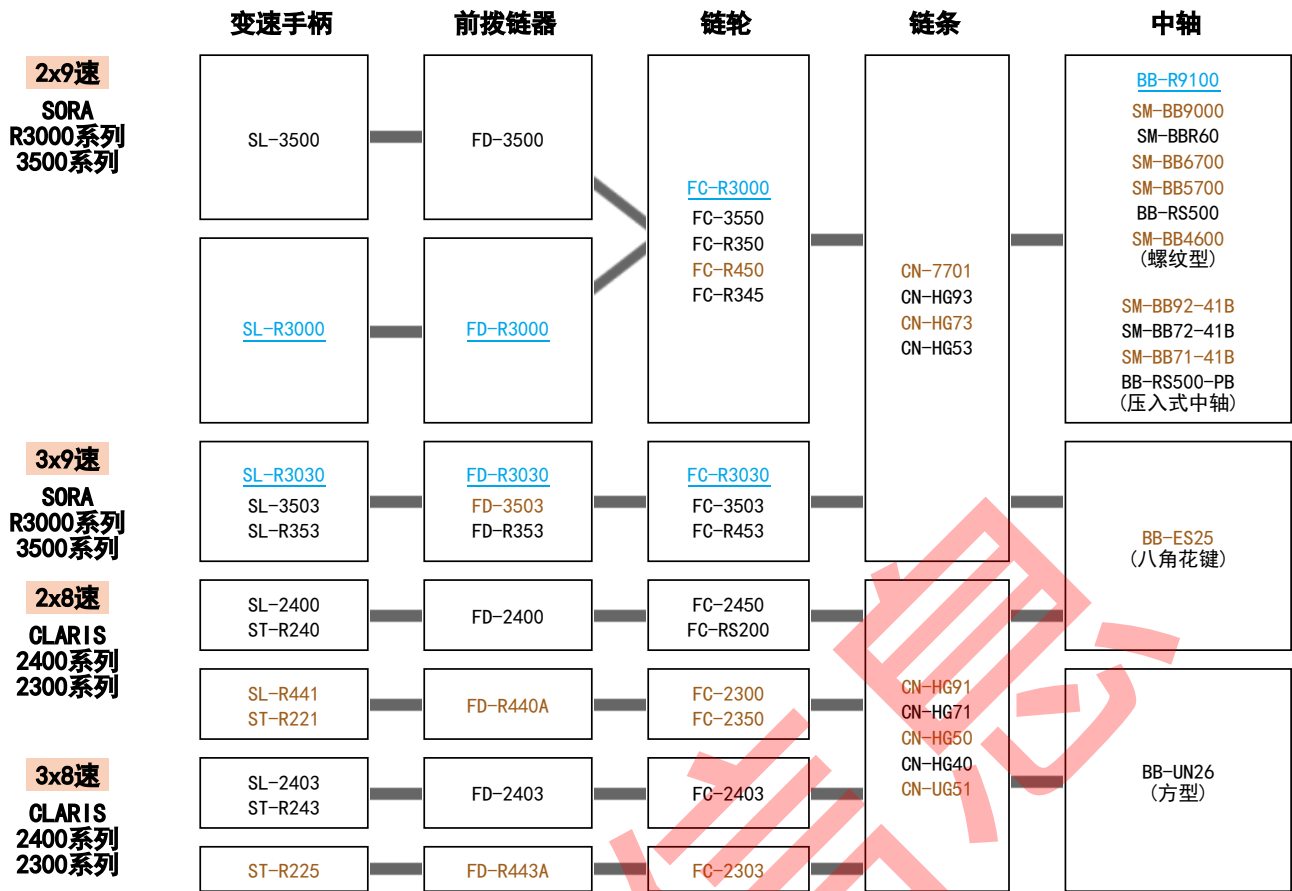 变速手柄 前拨链器 链轮 链条 中轴
2x9速
SORA
R3000系列
3500系列
SL-3500
FD-3500
SL-R3000
FD-R3000
FC-R3000
FC-3550
FC-R350
FC-R450
FC-R345
CN-7701
CN-HG93
CN-HG73
CN-HG53
BB-R9100
SM-BB9000
SM-BBR60
SM-BB6700
SM-BB5700
BB-RS500
SM-BB4600
(螺纹型)
SM-BB92-41B
SM-BB72-41B
SM-BB71-41B
BB-RS500-PB
(压入式中轴)
3x9速
SORA
R3000系列
3500系列
SL-R3030
SL-3503
SL-R353
FD-R3030
FD-3503
FD-R353
FC-R3030
FC-3503
FC-R453
BB-ES25
(八角花键)
2x8速
CLARIS
2400系列
2300系列
SL-2400
ST-R240
FD-2400
FC-2450
FC-RS200
SL-R441
ST-R221
FD-R440A
FC-2300
FC-2350
CN-HG91
CN-HG71
CN-HG50
CN-HG40
CN-UG51
BB-UN26
(方型)
3x8速
CLARIS
2400系列
2300系列
SL-2403
ST-R243
FD-2403
FC-2403
ST-R225
FD-R443A
FC-2303
信息